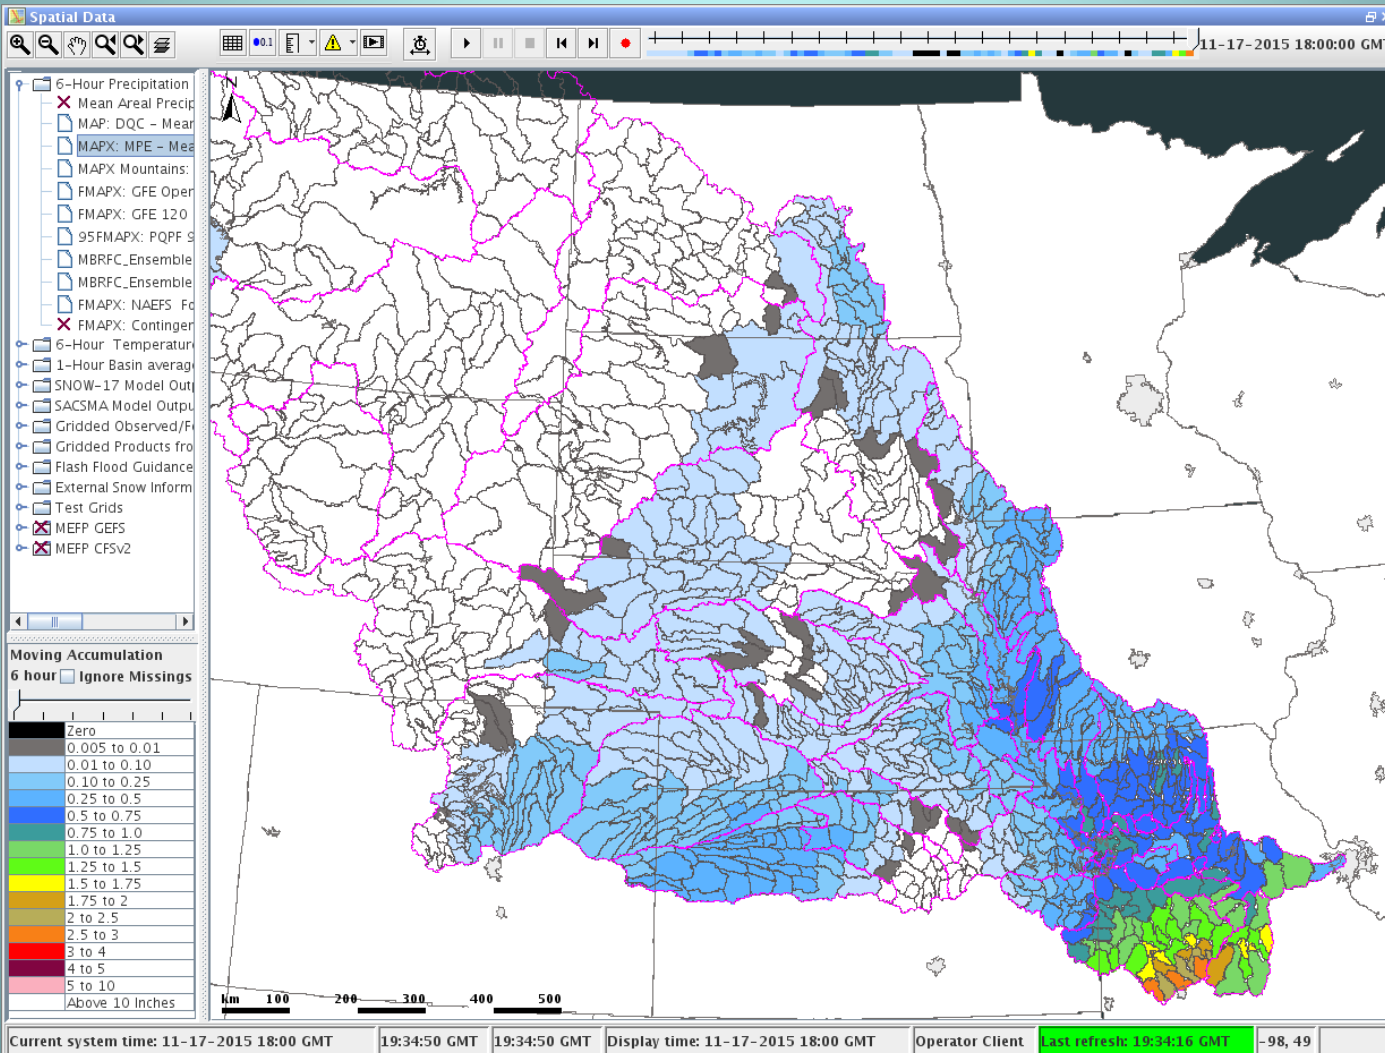 Spatial Data
0.1
11-17-2015 18:00:00 GMT
6-Hour Precipitation
Mean Areal Precip
MAP: DQC - Mear
MAPX: MPE - Mea
MAPX Mountains:
FMAPX: GFE Oper
FMAPX: GFE 120
95FMAPX: PQPF 9
MBRFC_Ensemble
MBRFC_Ensemble
FMAPX: NAEFS Fo
FMAPX: Continger
6-Hour Temperatur
1-Hour Basin averag
SNOW-17 Model Out
SACSMA Model Outpu
Gridded Observed/F
Gridded Products fro
Flash Flood Guidance
External Snow Inform
Test Grids
MEFP GEFS
MEFP CFSv2
N
Moving Accumulation
6 hour Ignore Missings
Zero
0.005 to 0.01
0.01 to 0.10
0.10 to 0.25
0.25 to 0.5
0.5 to 0.75
0.75 to 1.0
1.0 to 1.25
1.25 to 1.5
1.5 to 1.75
1.75 to 2
2 to 2.5
2.5 to 3
3 to 4
4 to 5
5 to 10
Above 10 Inches
km 100 200 300 400 500
Current system time: 11-17-2015 18:00 GMT
19:34:50 GMT
19:34:50 GMT
Display time: 11-17-2015 18:00 GMT
Operator Client
Last refresh: 19:34:16 GMT
-98, 49